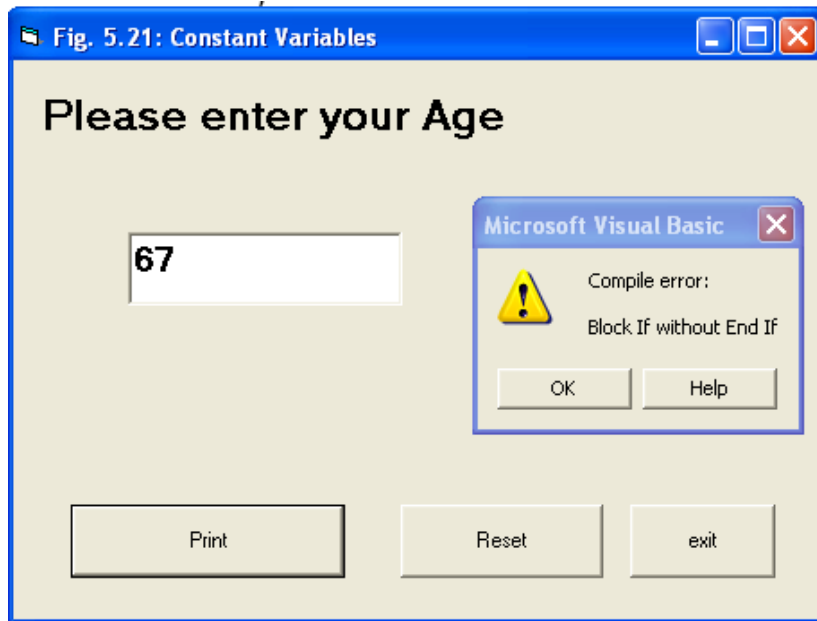 Fig. 5.21: Constant Variables
Please enter your Age
67
Microsoft Visual Basic
Compile error:
Block If without End If
OK
Help
Print
Reset
exit